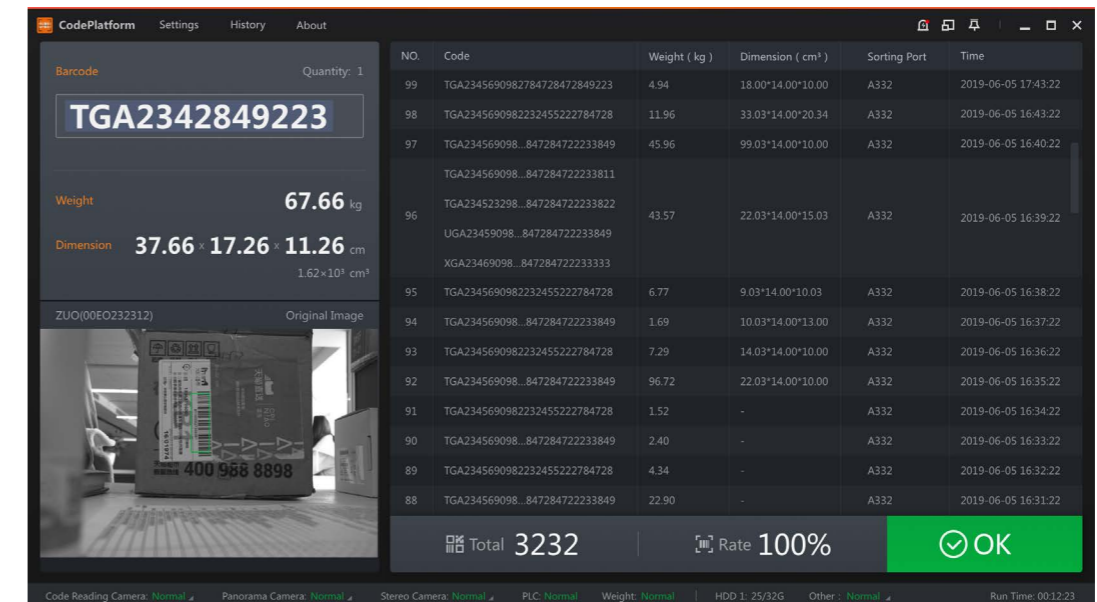 CodePlatform Settings History About
Barcode Quantity: 1
TGA2342849223
Weight 67.66 kg
Dimension 37.66 × 17.26 × 11.26 cm
1.62×10³ cm³
ZUO(00EO232312) Original Image
400 988 8898
NO. Code Weight ( kg ) Dimension ( cm³ ) Sorting Port Time
99 TGA2345690982784728472849223 4.94 18.00*14.00*10.00 A332 2019-06-05 17:43:22
98 TGA2345690982232455222784728 11.96 33.03*14.00*20.34 A332 2019-06-05 16:43:22
97 TGA234569098...847284722233849 45.96 99.03*14.00*10.00 A332 2019-06-05 16:40:22
TGA234569098...847284722233811
TGA234523298...847284722233822
96 43.57 22.03*14.00*15.03 A332 2019-06-05 16:39:22
UGA23459098...847284722233849
XGA23469098...847284722233333
95 TGA2345690982232455222784728 6.77 9.03*14.00*10.03 A332 2019-06-05 16:38:22
94 TGA234569098...847284722233849 1.69 10.03*14.00*13.00 A332 2019-06-05 16:37:22
93 TGA2345690982232455222784728 7.29 14.03*14.00*10.00 A332 2019-06-05 16:36:22
92 TGA234569098...847284722233849 96.72 22.03*14.00*10.00 A332 2019-06-05 16:35:22
91 TGA2345690982232455222784728 1.52 - A332 2019-06-05 16:34:22
90 TGA234569098...847284722233849 2.40 - A332 2019-06-05 16:33:22
89 TGA2345690982232455222784728 4.34 - A332 2019-06-05 16:32:22
88 TGA234569098...847284722233849 22.90 - A332 2019-06-05 16:31:22
Total 3232 Rate 100% OK
Code Reading Camera: Normal Panorama Camera: Normal Stereo Camera: Normal PLC: Normal Weight: Normal HDD 1: 25/32G Other : Normal Run Time: 00:12:23